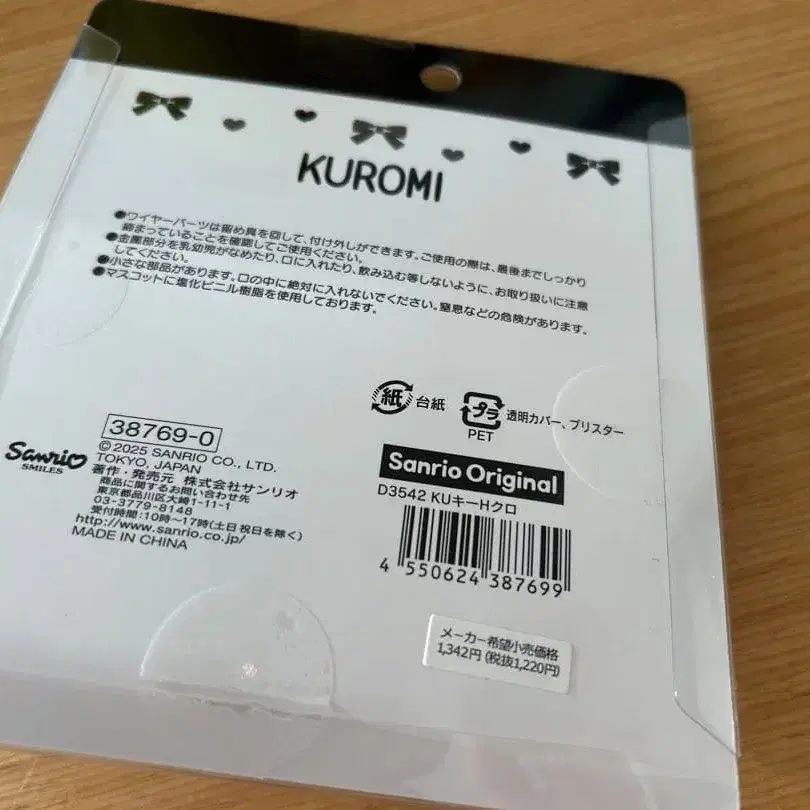 KUROMI
●ワイヤーパーツは留め具を回して、付け外しができます。ご使用の際は、最後までしっかり
締まっていることを確認してご使用ください。
●金属部分を乳幼児がなめたり、口に入れたり、飲み込む等しないように、お取り扱いに注意
してください。
●小さな部品があります。口の中に絶対に入れないでください。窒息などの危険があります。
●マスコットに塩化ビニル樹脂を使用しております。
紙 台紙
プラ 透明カバー、ブリスター
PET
38769-0
Sanrio
SMILES
© 2025 SANRIO CO., LTD.
TOKYO, JAPAN
著作・発売元 株式会社サンリオ
商品に関するお問い合わせ先
東京都品川区大崎1-11-1
03-3779-8148
受付時間:10時～17時(土日祝日を除く)
http://www.sanrio.co.jp/
MADE IN CHINA
Sanrio Original
D3542 KUキーHクロ
4 550624 387699
メーカー希望小売価格
1,342円 (税抜1,220円)